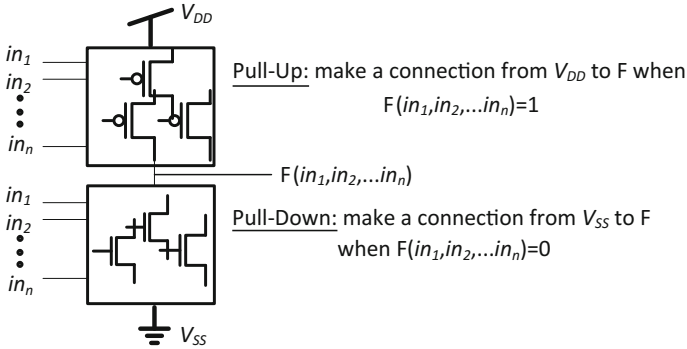 V_DD
in_1
in_2
in_n
Pull-Up: make a connection from V_DD to F when
F(in_1,in_2,...in_n)=1
F(in_1,in_2,...in_n)
in_1
in_2
in_n
Pull-Down: make a connection from V_SS to F
when F(in_1,in_2,...in_n)=0
V_SS